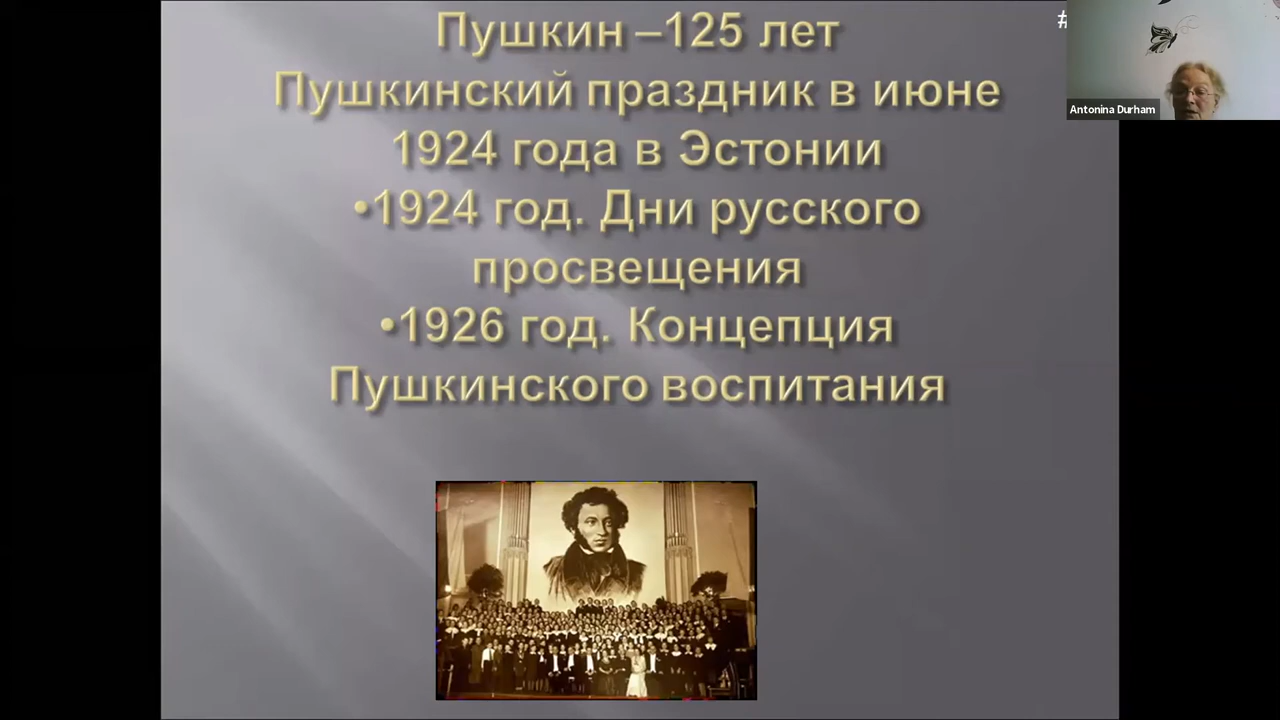 Пушкин –125 лет
Пушкинский праздник в июне
1924 года в Эстонии
•1924 год. Дни русского
просвещения
•1926 год. Концепция
Пушкинского воспитания
#
Antonina Durham